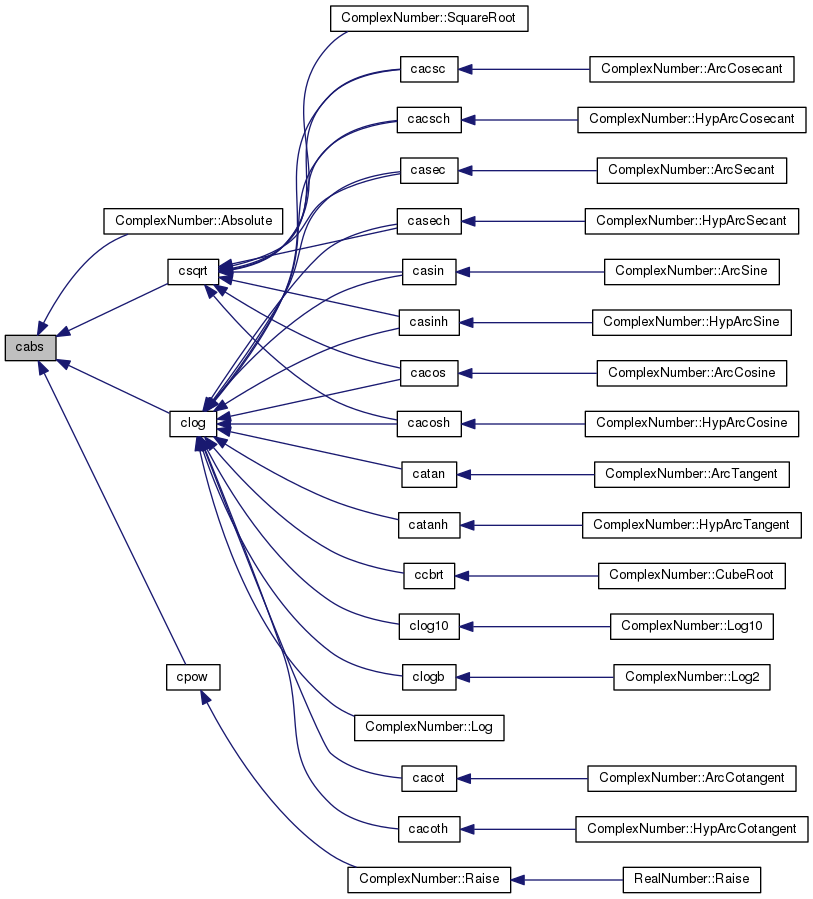 ComplexNumber::SquareRoot
cacsc
ComplexNumber::ArcCosecant
cacsch
ComplexNumber::HypArcCosecant
casec
ComplexNumber::ArcSecant
ComplexNumber::Absolute
casech
ComplexNumber::HypArcSecant
csqrt
casin
ComplexNumber::ArcSine
casinh
ComplexNumber::HypArcSine
cabs
cacos
ComplexNumber::ArcCosine
clog
cacosh
ComplexNumber::HypArcCosine
catan
ComplexNumber::ArcTangent
catanh
ComplexNumber::HypArcTangent
ccbrt
ComplexNumber::CubeRoot
clog10
ComplexNumber::Log10
cpow
clogb
ComplexNumber::Log2
ComplexNumber::Log
cacot
ComplexNumber::ArcCotangent
cacoth
ComplexNumber::HypArcCotangent
ComplexNumber::Raise
RealNumber::Raise